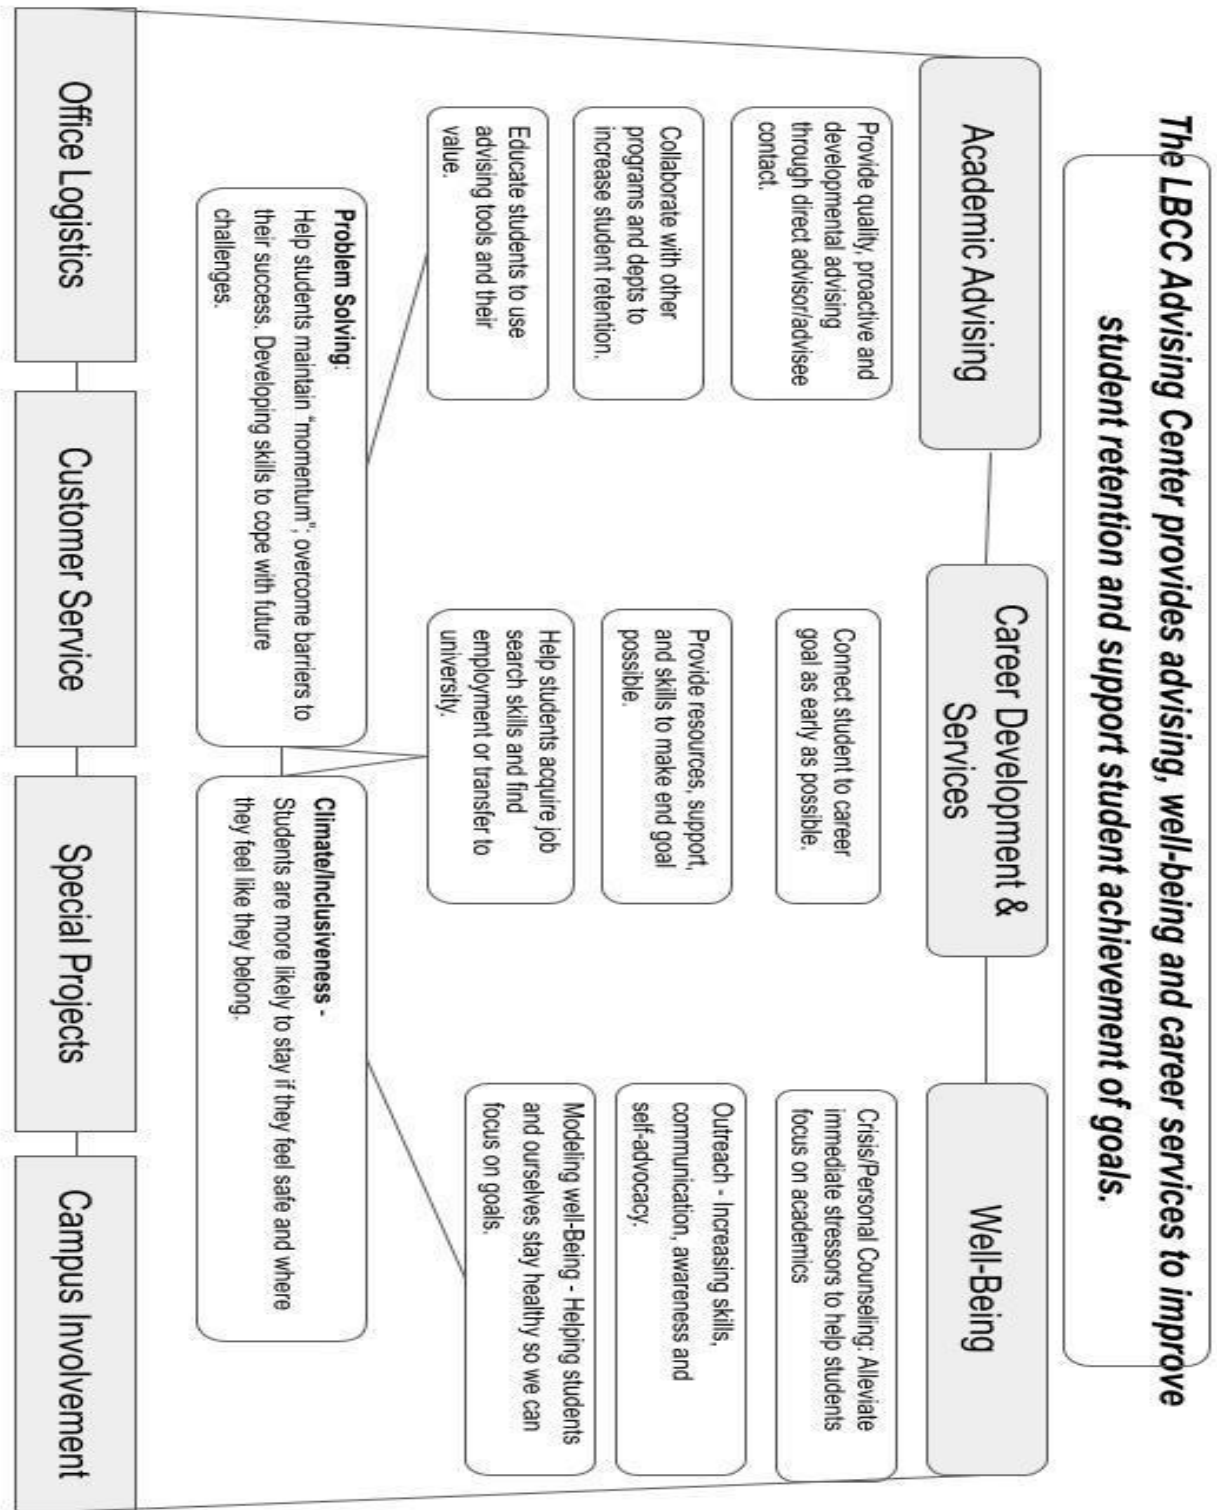 The LBCC Advising Center provides advising, well-being and career services to improve
student retention and support student achievement of goals.
Academic Advising
Career Development &
Services
Well-Being
Provide quality, proactive and
developmental advising
through direct advisor/advisee
contact.
Connect student to career
goal as early as possible.
Crisis/Personal Counseling: Alleviate
immediate stressors to help students
focus on academics
Collaborate with other
programs and depts to
increase student retention.
Provide resources, support,
and skills to make end goal
possible.
Outreach - Increasing skills,
communication, awareness and
self-advocacy.
Educate students to use
advising tools and their
value.
Help students acquire job
search skills and find
employment or transfer to
university.
Modeling well-Being - Helping students
and ourselves stay healthy so we can
focus on goals.
Problem Solving:
Help students maintain “momentum"; overcome barriers to
their success. Developing skills to cope with future
challenges.
Climate/Inclusiveness -
Students are more likely to stay if they feel safe and where
they feel like they belong.
Office Logistics
Customer Service
Special Projects
Campus Involvement